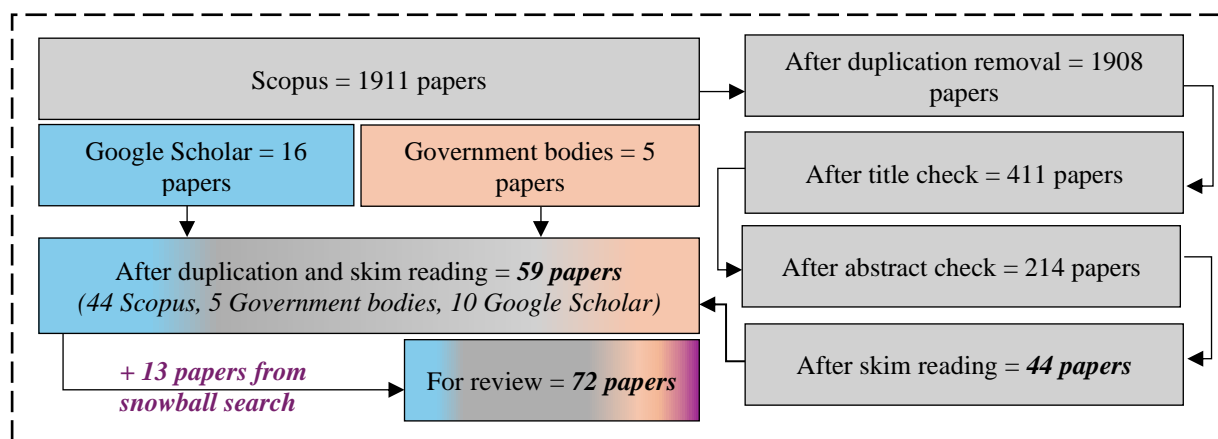 Scopus = 1911 papers
After duplication removal = 1908
papers
Google Scholar = 16
papers
Government bodies = 5
papers
After title check = 411 papers
After duplication and skim reading = 59 papers
(44 Scopus, 5 Government bodies, 10 Google Scholar)
After abstract check = 214 papers
+ 13 papers from
snowball search
For review = 72 papers
After skim reading = 44 papers